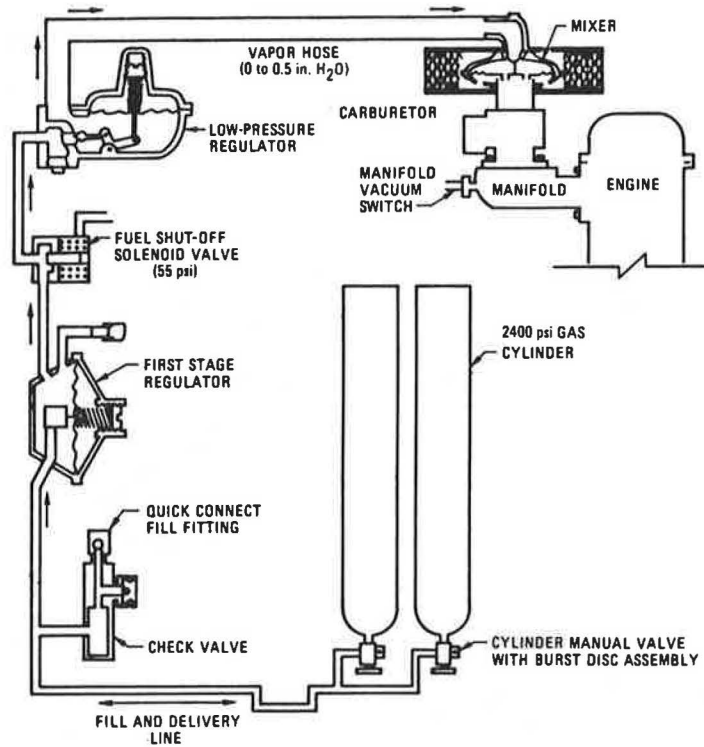 MIXER
VAPOR HOSE
(0 to 0.5 in. H₂O)
CARBURETOR
LOW-PRESSURE
REGULATOR
MANIFOLD
VACUUM
SWITCH
MANIFOLD
ENGINE
FUEL SHUT-OFF
SOLENOID VALVE
(55 psi)
2400 psi GAS
CYLINDER
FIRST STAGE
REGULATOR
QUICK CONNECT
FILL FITTING
CHECK VALVE
CYLINDER MANUAL VALVE
WITH BURST DISC ASSEMBLY
FILL AND DELIVERY
LINE